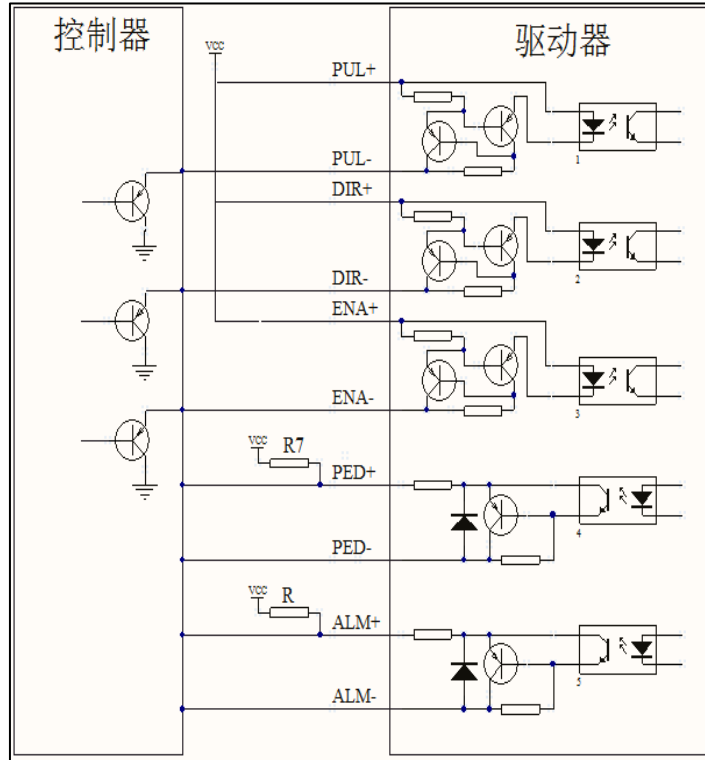 控制器
驱动器
VCC
PUL+
1
PUL-
DIR+
2
DIR-
ENA+
3
ENA-
VCC
R7
PED+
4
PED-
VCC
R
ALM+
5
ALM-